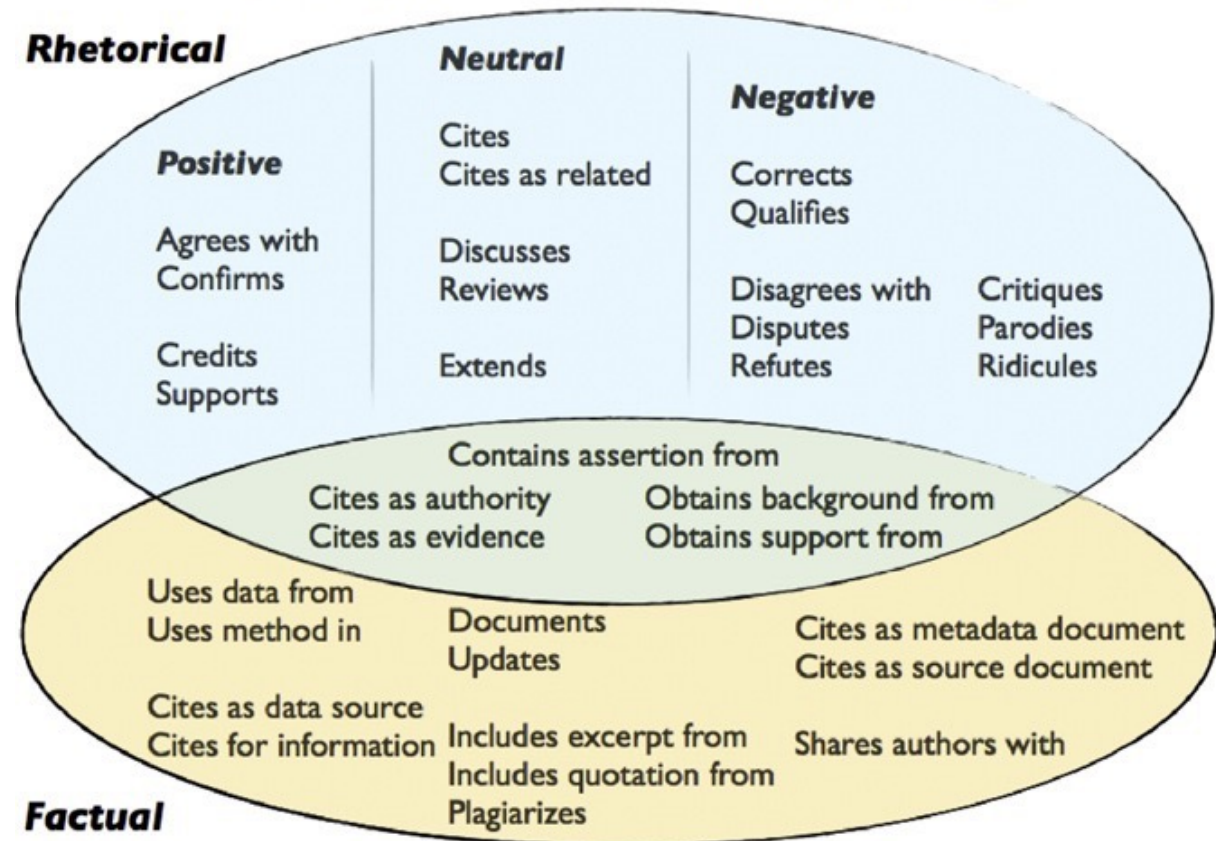 Rhetorical
Positive
Agrees with
Confirms
Credits
Supports
Neutral
Cites
Cites as related
Discusses
Reviews
Extends
Negative
Corrects
Qualifies
Disagrees with
Disputes
Refutes
Critiques
Parodies
Ridicules
Contains assertion from
Cites as authority
Cites as evidence
Obtains background from
Obtains support from
Uses data from
Uses method in
Cites as data source
Cites for information
Documents
Updates
Includes excerpt from
Includes quotation from
Plagiarizes
Cites as metadata document
Cites as source document
Shares authors with
Factual